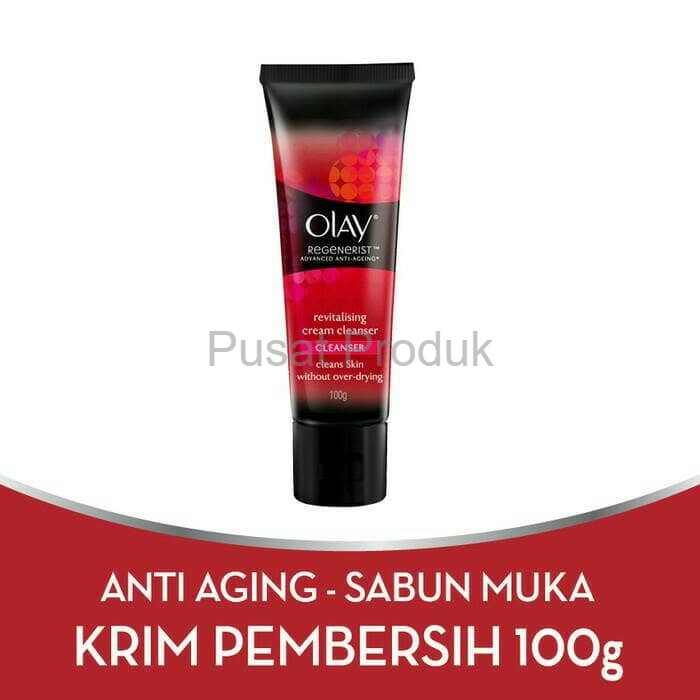 OLAY®
REGENERIST™
ADVANCED ANTI-AGEING*
revitalising
cream cleanser
CLEANSER
cleans skin
without over-drying
100g
Pusat Produk
ANTI AGING - SABUN MUKA
KRIM PEMBERSIH 100g